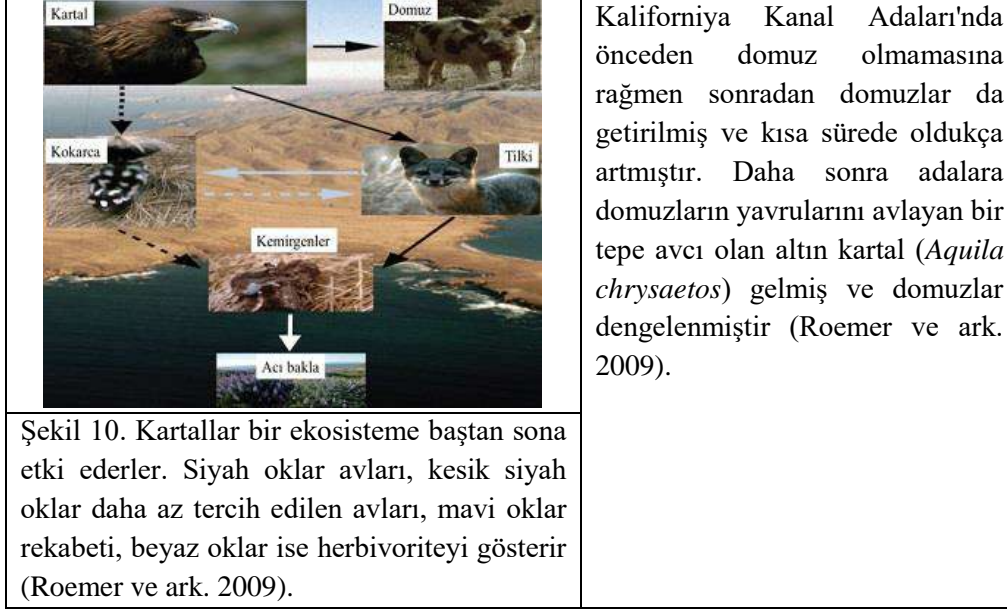 Kartal
Domuz
Kokarca
Tilki
Kemirgenler
Acı bakla
Şekil 10. Kartallar bir ekosisteme baştan sona
etki ederler. Siyah oklar avları, kesik siyah
oklar daha az tercih edilen avları, mavi oklar
rekabeti, beyaz oklar ise herbivoriteyi gösterir
(Roemer ve ark. 2009).
Kaliforniya Kanal Adaları'nda
önceden domuz olmamasına
rağmen sonradan domuzlar da
getirilmiş ve kısa sürede oldukça
artmıştır. Daha sonra adalara
domuzların yavrularını avlayan bir
tepe avcı olan altın kartal (Aquila
chrysaetos) gelmiş ve domuzlar
dengelenmiştir (Roemer ve ark.
2009).